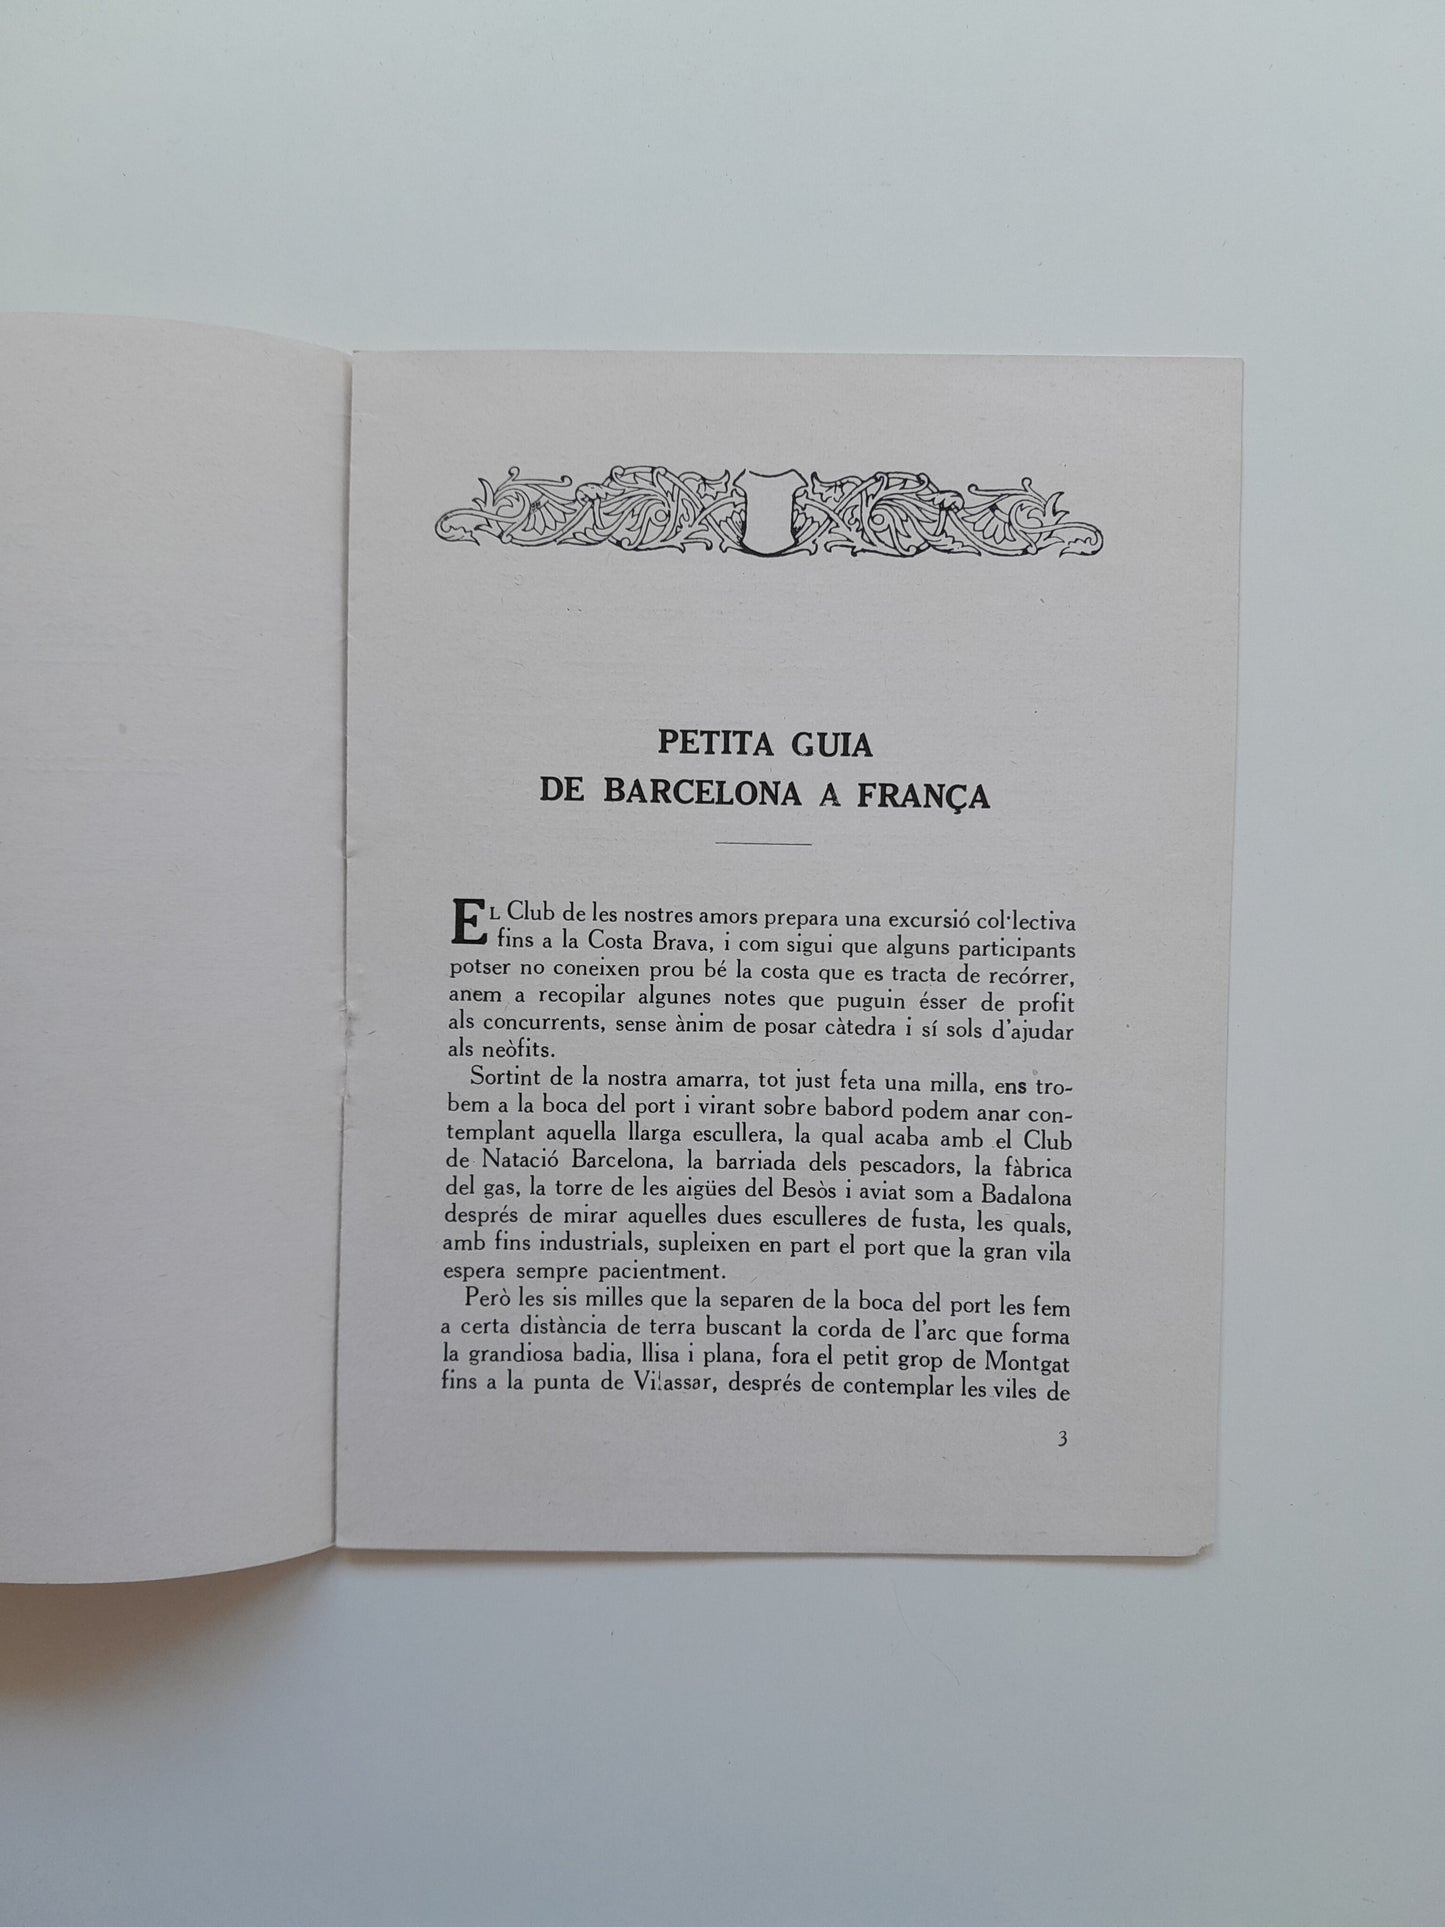 PETITA GUIA
DE BARCELONA A FRANÇA
EL Club de les nostres amors prepara una excursió col·lectiva
fins a la Costa Brava, i com sigui que alguns participants
potser no coneixen prou bé la costa que es tracta de recórrer,
anem a recopilar algunes notes que puguin ésser de profit
als concurrents, sense ànim de posar càtedra i sí sols d'ajudar
als neòfits.
Sortint de la nostra amarra, tot just feta una milla, ens tro-
bem a la boca del port i virant sobre babord podem anar con-
templant aquella llarga escullera, la qual acaba amb el Club
de Natació Barcelona, la barriada dels pescadors, la fàbrica
del gas, la torre de les aigües del Besòs i aviat som a Badalona
després de mirar aquelles dues esculleres de fusta, les quals,
amb fins industrials, supleixen en part el port que la gran vila
espera sempre pacientment.
Però les sis milles que la separen de la boca del port les fem
a certa distància de terra buscant la corda de l'arc que forma
la grandiosa badia, llisa i plana, fora el petit grop de Montgat
fins a la punta de Vilassar, després de contemplar les viles de
3